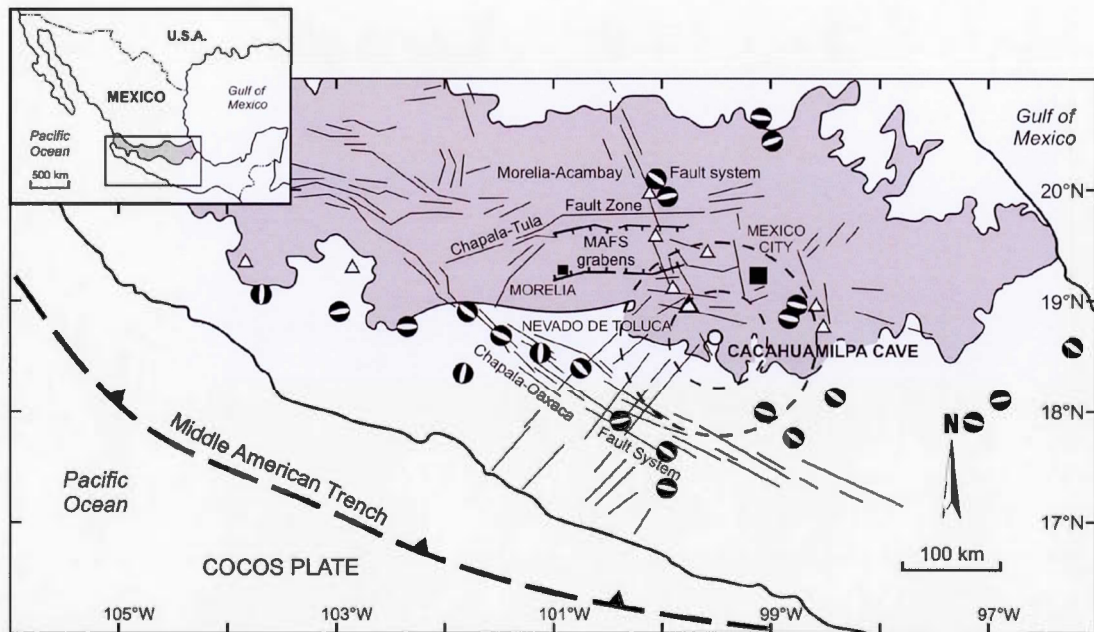 U.S.A.
MEXICO
Gulf of
Mexico
Pacific
Ocean
500 km
Gulf of
Mexico
Morelia-Acambay
Fault system
20°N
Fault Zone
Chapala-Tula
MEXICO
CITY
MAFS
grabens
MORELIA
19°N
NEVADO DE TOLUCA
CACAHUAMILPA CAVE
Chapala-Oaxaca
Fault System
18°N
N
Middle American Trench
Pacific
Ocean
17°N
100 km
COCOS PLATE
105°W
103°W
101°W
99°W
97°W